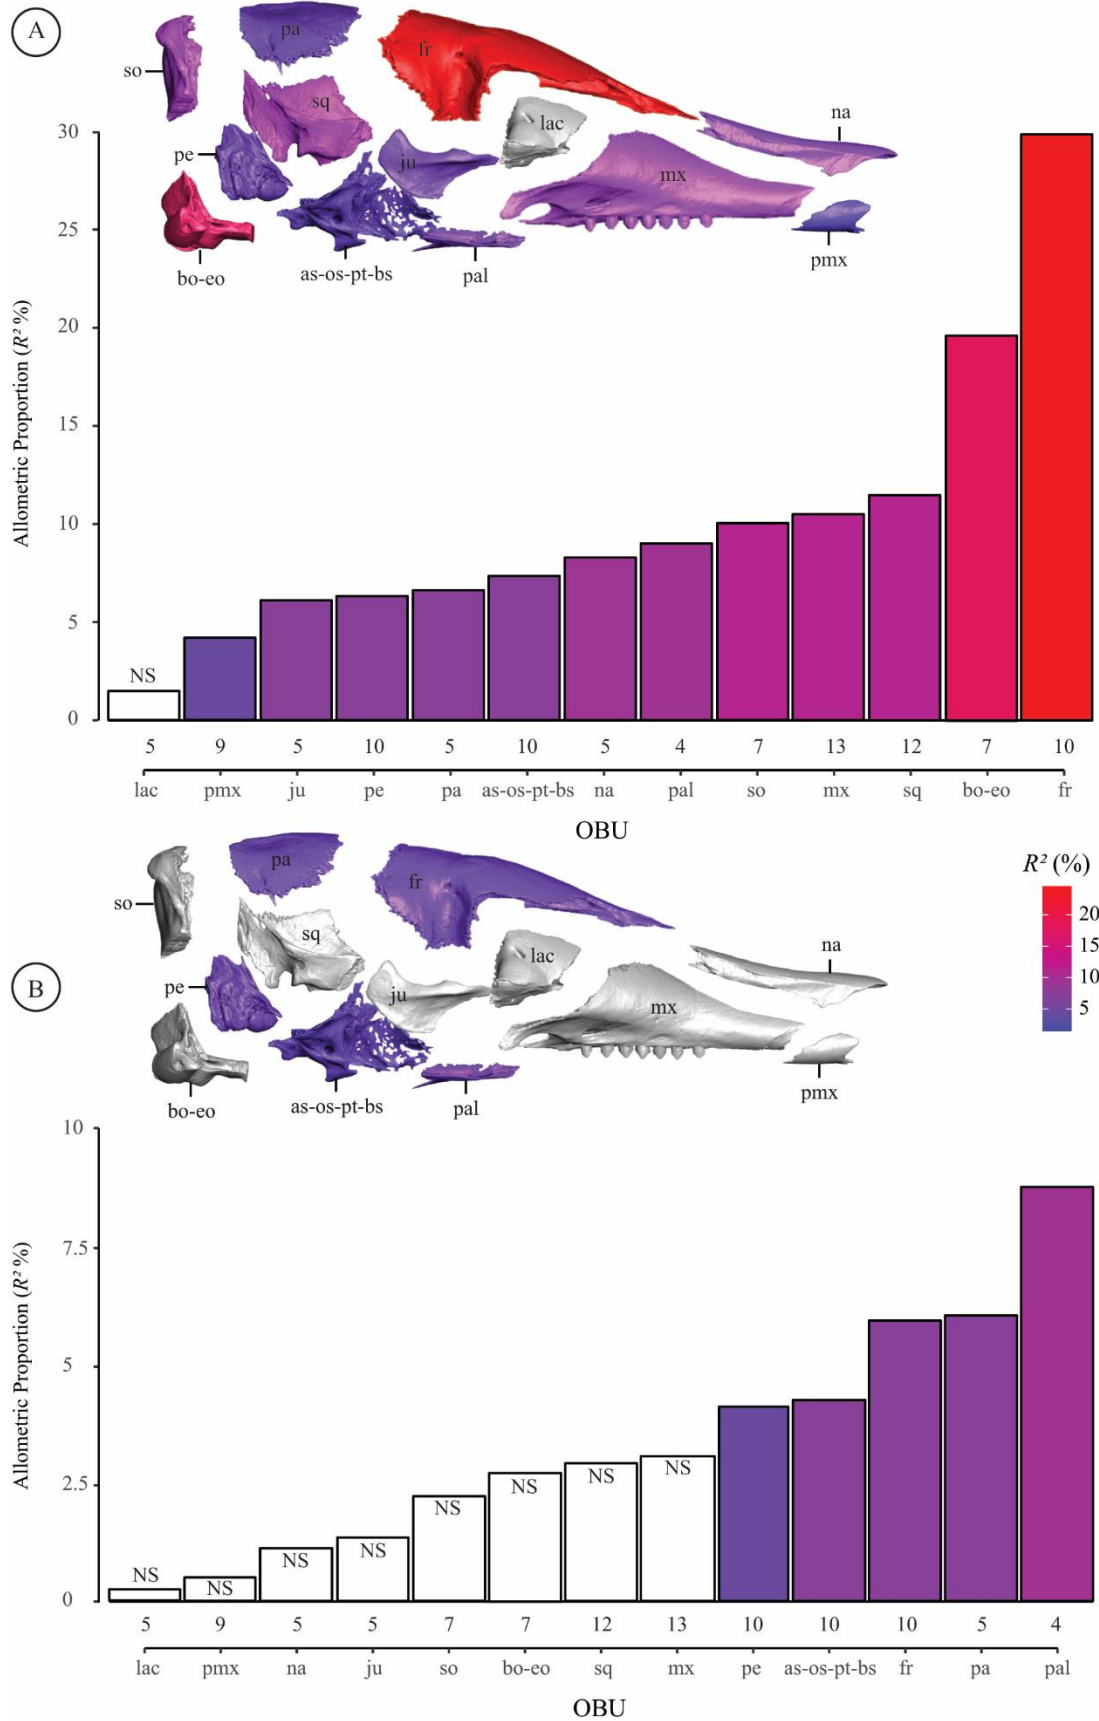 A
so
pa
fr
sq
lac
na
pe
ju
mx
bo-eo
as-os-pt-bs
pal
pmx
Allometric Proportion (R² %)
30
25
20
15
10
5
0
NS
5 9 5 10 5 10 5 4 7 13 12 7 10
lac pmx ju pe pa as-os-pt-bs na pal so mx sq bo-eo fr
OBU
B
so
pa
fr
sq
lac
na
pe
ju
mx
bo-eo
as-os-pt-bs
pal
pmx
R² (%)
20
15
10
5
Allometric Proportion (R² %)
10
7.5
5
2.5
0
NS NS NS NS NS NS NS NS
5 9 5 5 7 7 12 13 10 10 10 5 4
lac pmx na ju so bo-eo sq mx pe as-os-pt-bs fr pa pal
OBU